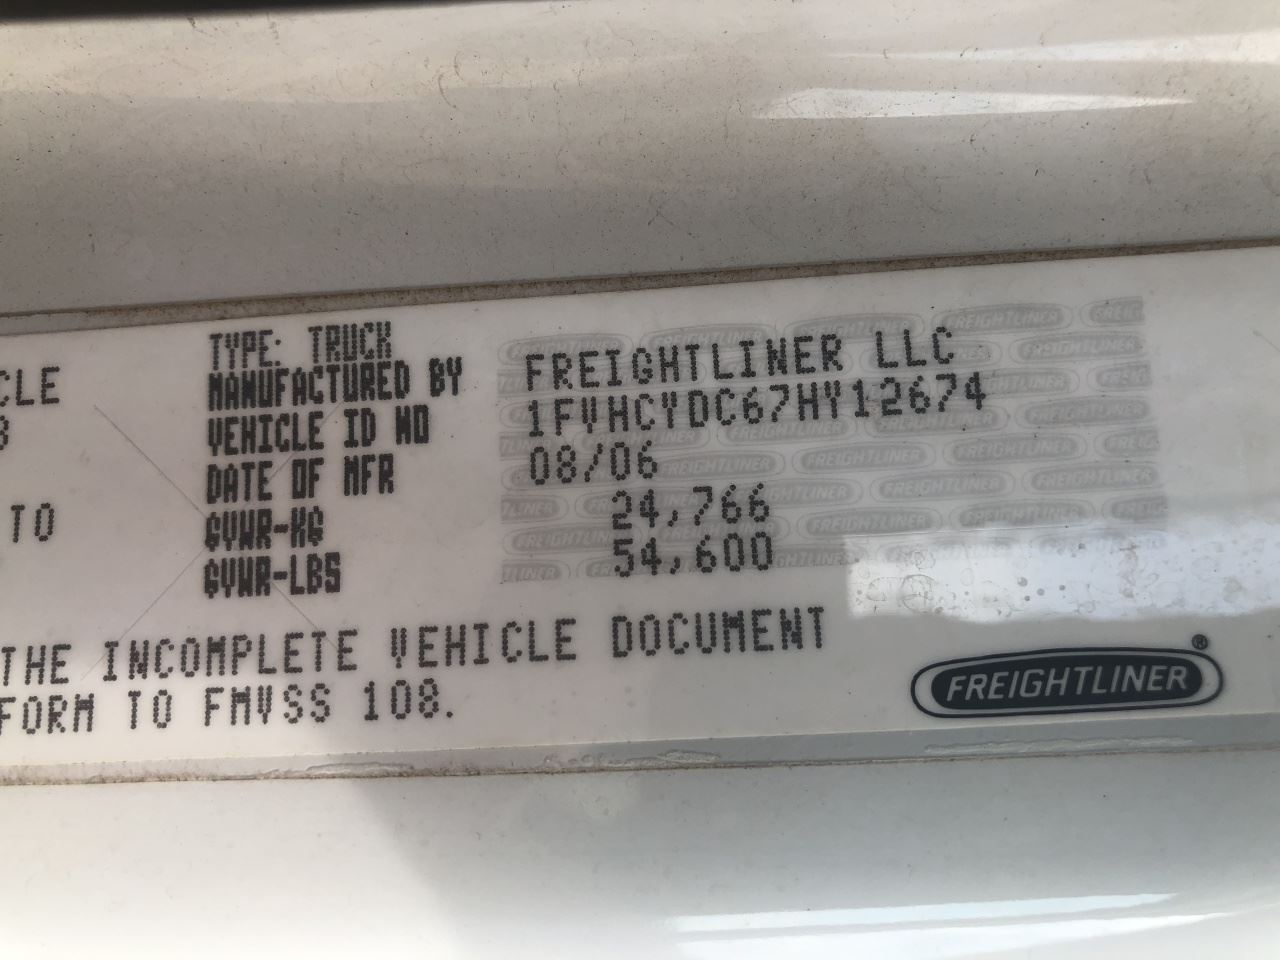 CLE
TYPE: TRUCK
MANUFACTURED BY FREIGHTLINER LLC
VEHICLE ID NO 1FVHCYDC67HY12674
DATE OF MFR 08/06
TO
GVWR-KG 24,766
GVWR-LBS 54,600
THE INCOMPLETE VEHICLE DOCUMENT
FORM TO FMVSS 108.
FREIGHTLINER®